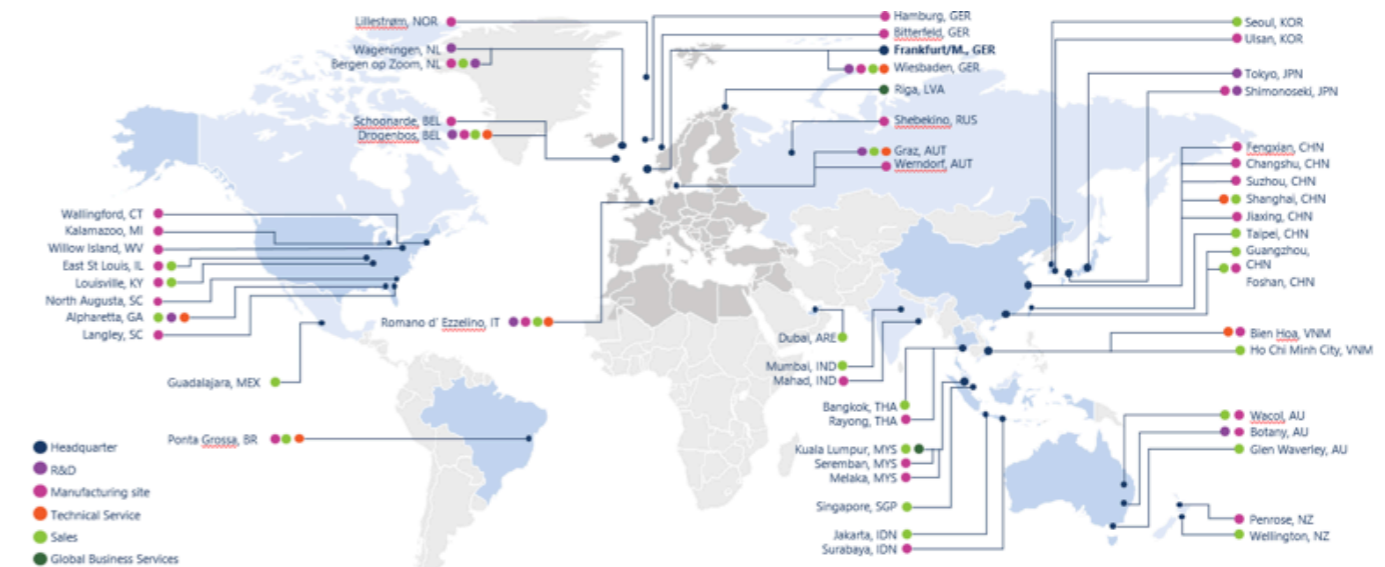 Lillestrøm, NOR
Wageningen, NL
Bergen op Zoom, NL
Schoonarde, BEL
Drogenbos, BEL
Wallingford, CT
Kalamazoo, MI
Willow Island, WV
East St Louis, IL
Louisville, KY
North Augusta, SC
Alpharetta, GA
Langley, SC
Guadalajara, MEX
Ponta Grossa, BR
Romano d' Ezzelino, IT
Hamburg, GER
Bitterfeld, GER
Frankfurt/M., GER
Wiesbaden, GER
Riga, LVA
Shebekino, RUS
Graz, AUT
Werndorf, AUT
Dubai, ARE
Mumbai, IND
Mahad, IND
Bangkok, THA
Rayong, THA
Kuala Lumpur, MYS
Seremban, MYS
Melaka, MYS
Singapore, SGP
Jakarta, IDN
Surabaya, IDN
Seoul, KOR
Ulsan, KOR
Tokyo, JPN
Shimonoseki, JPN
Fengxian, CHN
Changshu, CHN
Suzhou, CHN
Shanghai, CHN
Jiaxing, CHN
Taipei, CHN
Guangzhou,
CHN
Foshan, CHN
Bien Hoa, VNM
Ho Chi Minh City, VNM
Wacol, AU
Botany, AU
Glen Waverley, AU
Penrose, NZ
Wellington, NZ
Headquarter
R&D
Manufacturing site
Technical Service
Sales
Global Business Services